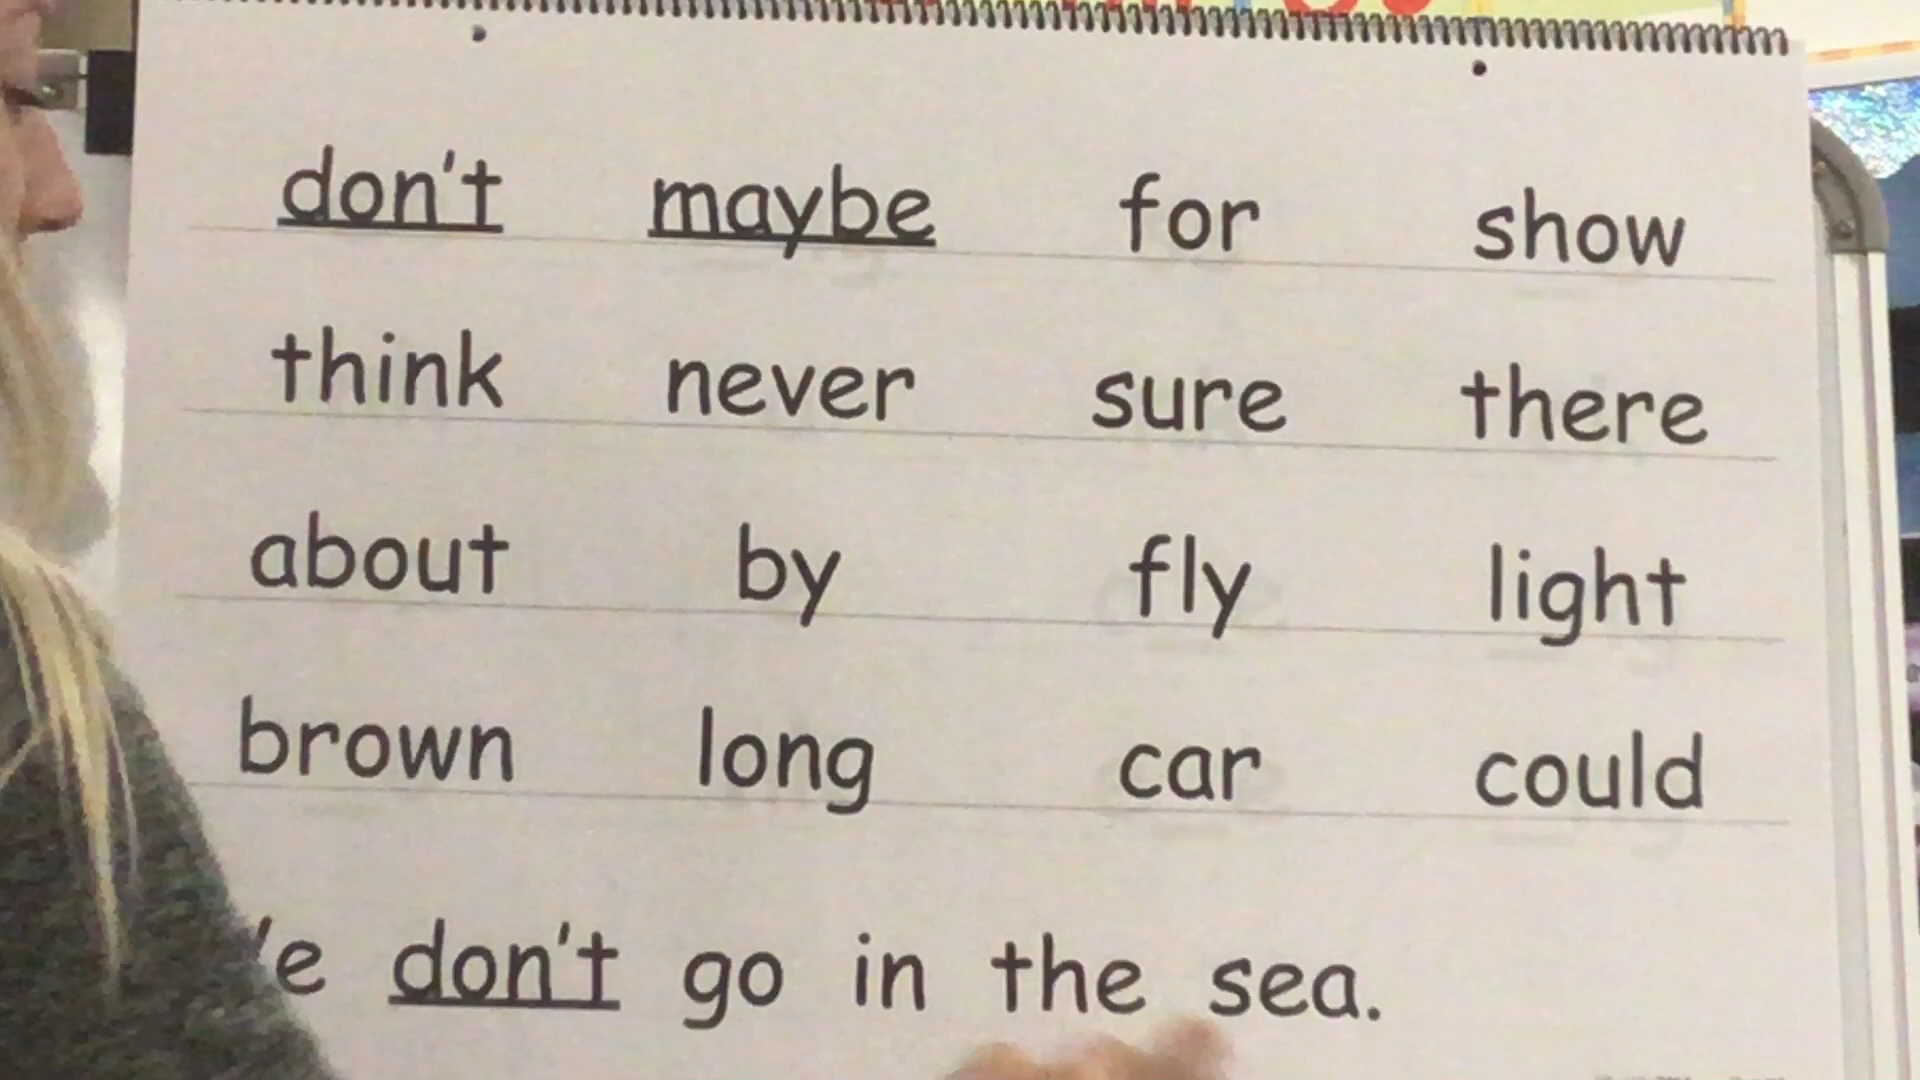 don't maybe for show
think never sure there
about by fly light
brown long car could
don't go in the sea.